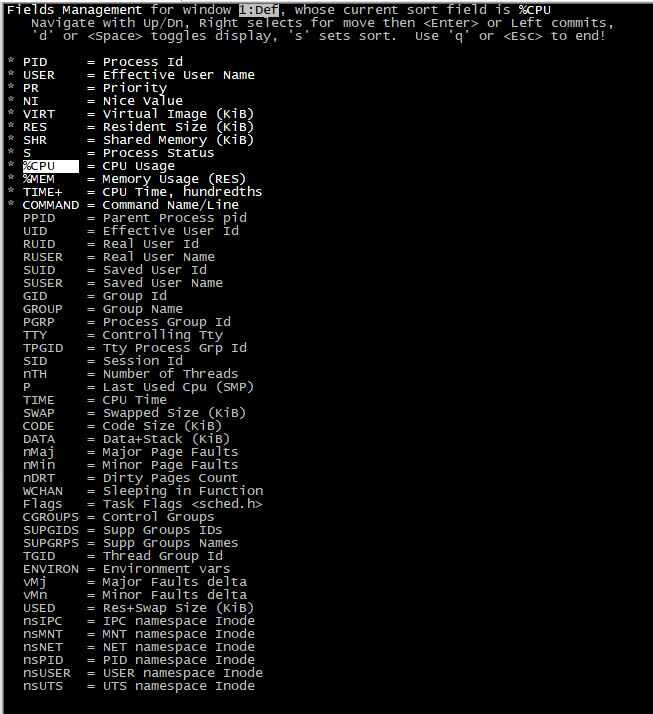 Fields Management for window 1:Def, whose current sort field is %CPU
   Navigate with Up/Dn, Right selects for move then <Enter> or Left commits,
   'd' or <Space> toggles display, 's' sets sort.  Use 'q' or <Esc> to end!
* PID     = Process Id
* USER    = Effective User Name
* PR      = Priority
* NI      = Nice Value
* VIRT    = Virtual Image (KiB)
* RES     = Resident Size (KiB)
* SHR     = Shared Memory (KiB)
* S       = Process Status
* %CPU    = CPU Usage
* %MEM    = Memory Usage (RES)
* TIME+   = CPU Time, hundredths
* COMMAND = Command Name/Line
  PPID    = Parent Process pid
  UID     = Effective User Id
  RUID    = Real User Id
  RUSER   = Real User Name
  SUID    = Saved User Id
  SUSER   = Saved User Name
  GID     = Group Id
  GROUP   = Group Name
  PGRP    = Process Group Id
  TTY     = Controlling Tty
  TPGID   = Tty Process Grp Id
  SID     = Session Id
  nTH     = Number of Threads
  P       = Last Used Cpu (SMP)
  TIME    = CPU Time
  SWAP    = Swapped Size (KiB)
  CODE    = Code Size (KiB)
  DATA    = Data+Stack (KiB)
  nMaj    = Major Page Faults
  nMin    = Minor Page Faults
  nDRT    = Dirty Pages Count
  WCHAN   = Sleeping in Function
  Flags   = Task Flags <sched.h>
  CGROUPS = Control Groups
  SUPGIDS = Supp Groups IDs
  SUPGRPS = Supp Groups Names
  TGID    = Thread Group Id
  ENVIRON = Environment vars
  vMj     = Major Faults delta
  vMn     = Minor Faults delta
  USED    = Res+Swap Size (KiB)
  nsIPC   = IPC namespace Inode
  nsMNT   = MNT namespace Inode
  nsNET   = NET namespace Inode
  nsPID   = PID namespace Inode
  nsUSER  = USER namespace Inode
  nsUTS   = UTS namespace Inode